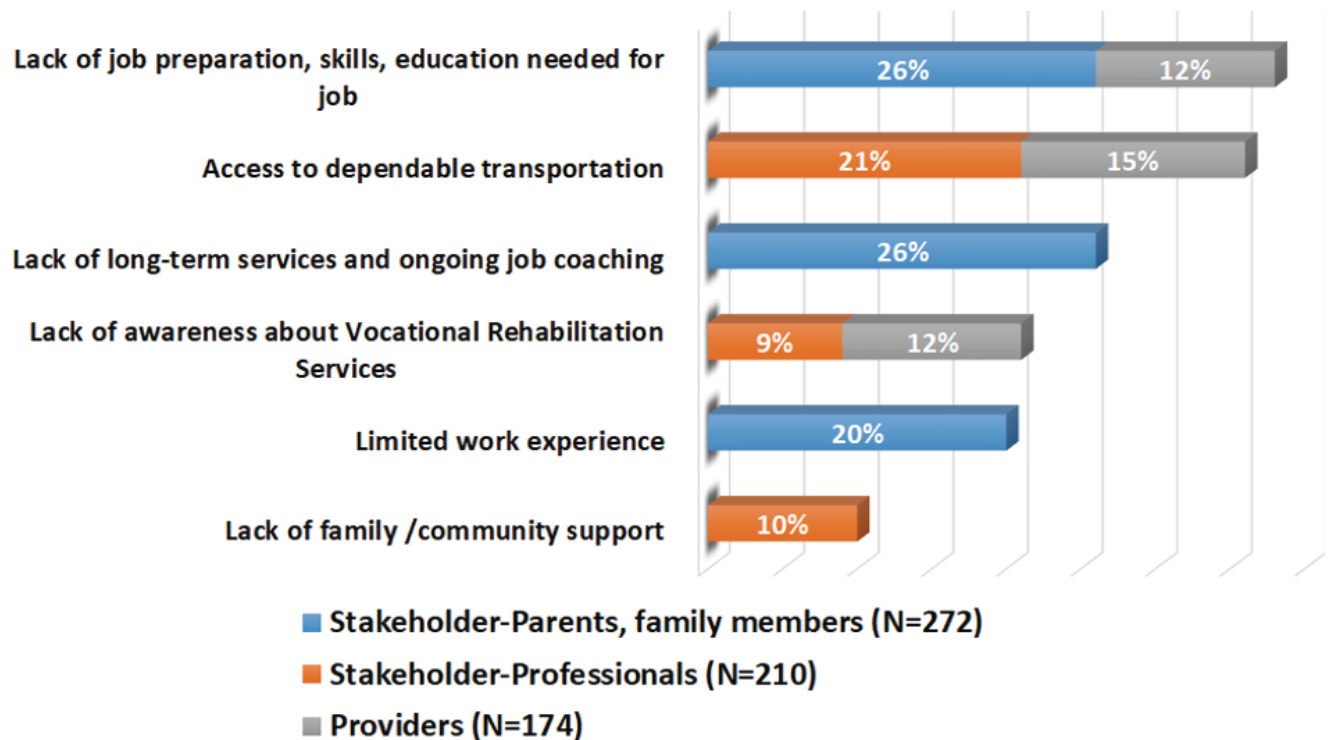 Lack of job preparation, skills, education needed for
job
26%
12%
Access to dependable transportation
21%
15%
Lack of long-term services and ongoing job coaching
26%
Lack of awareness about Vocational Rehabilitation
Services
9%
12%
Limited work experience
20%
Lack of family /community support
10%
Stakeholder-Parents, family members (N=272)
Stakeholder-Professionals (N=210)
Providers (N=174)